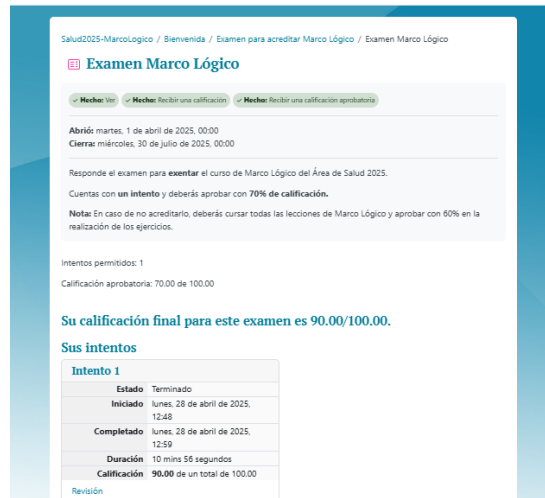 Salud2025-MarcoLogico / Bienvenida / Examen para acreditar Marco Lógico / Examen Marco Lógico
Examen Marco Lógico
✓ Hecho: Ver ✓ Hecho: Recibir una calificación ✓ Hecho: Recibir una calificación aprobatoria
Abrió: martes, 1 de abril de 2025, 00:00
Cierra: miércoles, 30 de julio de 2025, 00:00
Responde el examen para exentar el curso de Marco Lógico del Área de Salud 2025.
Cuentas con un intento y deberás aprobar con 70% de calificación.
Nota: En caso de no acreditarlo, deberás cursar todas las lecciones de Marco Lógico y aprobar con 60% en la
realización de los ejercicios.
Intentos permitidos: 1
Calificación aprobatoria: 70.00 de 100.00
Su calificación final para este examen es 90.00/100.00.
Sus intentos
Intento 1
Estado Terminado
Iniciado lunes, 28 de abril de 2025,
12:48
Completado lunes, 28 de abril de 2025,
12:59
Duración 10 mins 56 segundos
Calificación 90.00 de un total de 100.00
Revisión